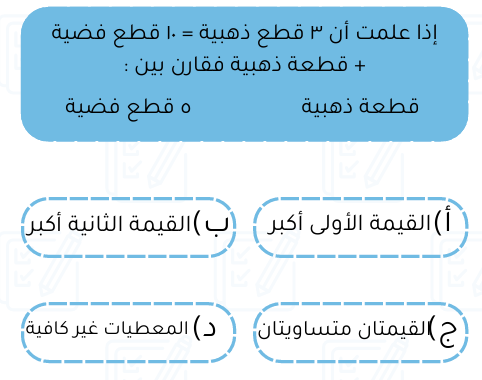 إذا علمت أن ٣ قطع ذهبية = ١٠ قطع فضية
+ قطعة ذهبية فقارن بين :
قطعة ذهبية ٥ قطع فضية
أ) القيمة الأولى أكبر
ب) القيمة الثانية أكبر
ج) القيمتان متساويتان
د) المعطيات غير كافية